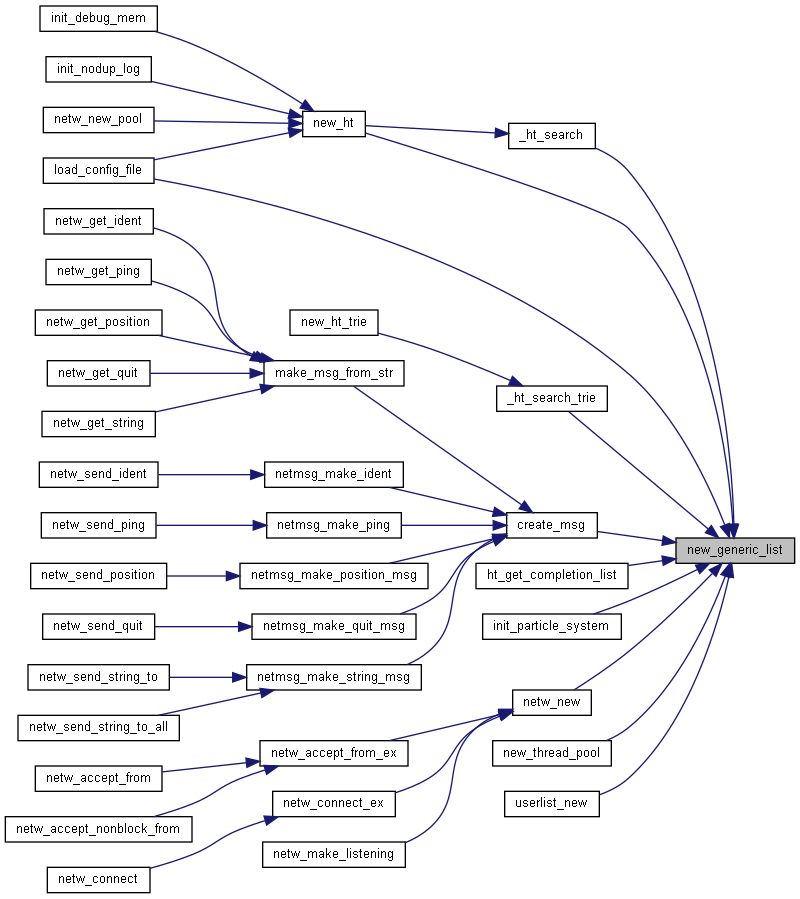 init_debug_mem
init_nodup_log
netw_new_pool
load_config_file
new_ht
_ht_search
netw_get_ident
netw_get_ping
netw_get_position
netw_get_quit
netw_get_string
new_ht_trie
make_msg_from_str
_ht_search_trie
netw_send_ident
netw_send_ping
netw_send_position
netw_send_quit
netw_send_string_to
netw_send_string_to_all
netmsg_make_ident
netmsg_make_ping
netmsg_make_position_msg
netmsg_make_quit_msg
netmsg_make_string_msg
create_msg
new_generic_list
ht_get_completion_list
init_particle_system
netw_new
new_thread_pool
userlist_new
netw_accept_from_ex
netw_connect_ex
netw_make_listening
netw_accept_from
netw_accept_nonblock_from
netw_connect